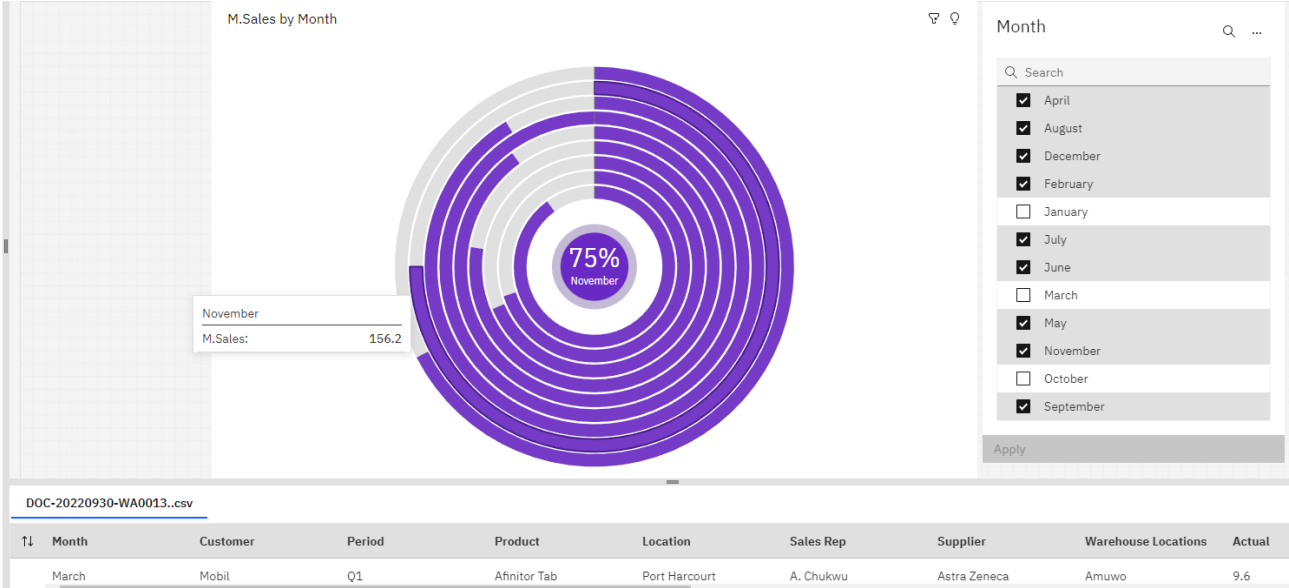 M.Sales by Month
75%
November
November
M.Sales: 156.2
Month
...
Search
April
August
December
February
January
July
June
March
May
November
October
September
Apply
DOC-20220930-WA0013..csv
Month Customer Period Product Location Sales Rep Supplier Warehouse Locations Actual
March Mobil Q1 Afinitor Tab Port Harcourt A. Chukwu Astra Zeneca Amuwo 9.6